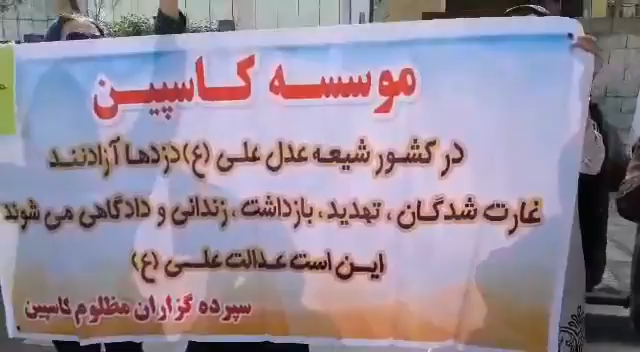 موسسه کاسپین
در کشور شیعه عدل علی (ع) دزدها آزادنند
غارت شدگان ، تهدید ، بازداشت ، زندانی و دادگاهی می شوند
این است عدالت علی (ع)
سپرده گزاران مظلوم کاسپین